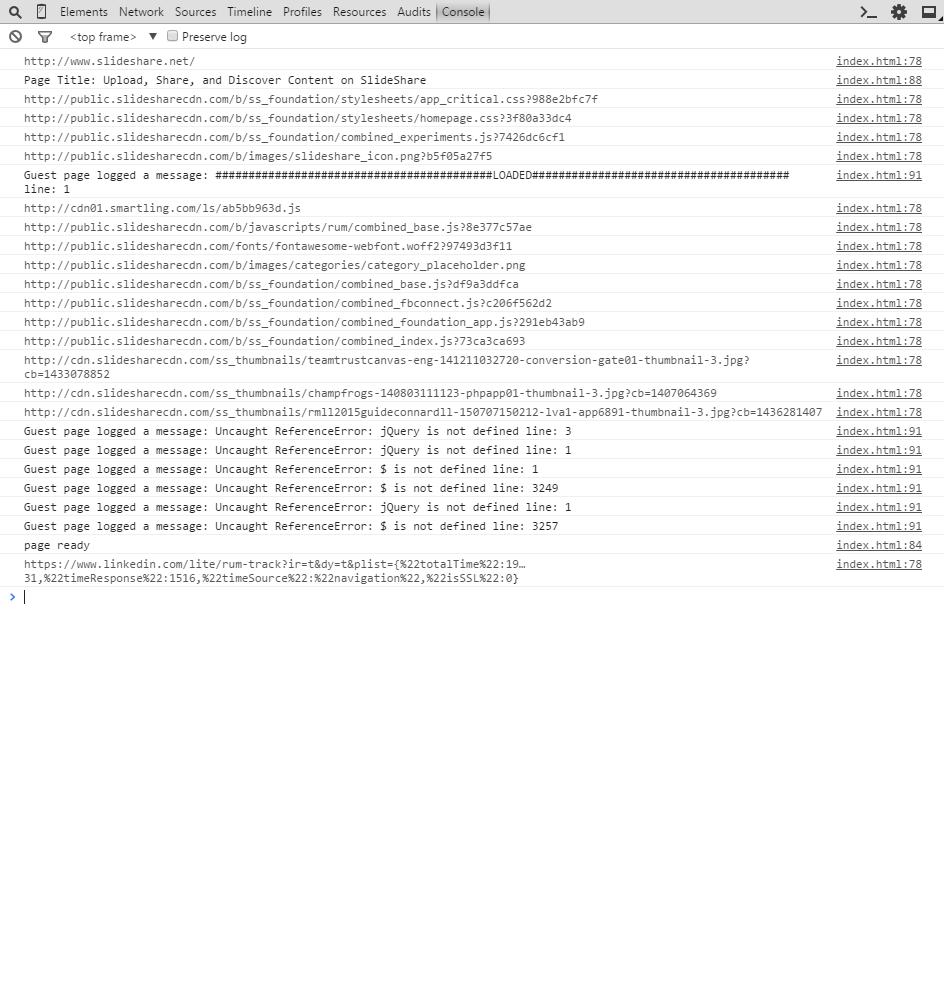 Elements Network Sources Timeline Profiles Resources Audits Console
<top frame> ▼ Preserve log
http://www.slideshare.net/ index.html:78
Page Title: Upload, Share, and Discover Content on SlideShare index.html:88
http://public.slidesharecdn.com/b/ss_foundation/stylesheets/app_critical.css?988e2bfc7f index.html:78
http://public.slidesharecdn.com/b/ss_foundation/stylesheets/homepage.css?3f80a33dc4 index.html:78
http://public.slidesharecdn.com/b/ss_foundation/combined_experiments.js?7426dc6cf1 index.html:78
http://public.slidesharecdn.com/b/images/slideshare_icon.png?b5f05a27f5 index.html:78
Guest page logged a message: ##########################################LOADED####################################### index.html:91
line: 1
http://cdn01.smartling.com/ls/ab5bb963d.js index.html:78
http://public.slidesharecdn.com/b/javascripts/rum/combined_base.js?8e377c57ae index.html:78
http://public.slidesharecdn.com/fonts/fontawesome-webfont.woff2?97493d3f11 index.html:78
http://public.slidesharecdn.com/b/images/categories/category_placeholder.png index.html:78
http://public.slidesharecdn.com/b/ss_foundation/combined_base.js?df9a3ddfca index.html:78
http://public.slidesharecdn.com/b/ss_foundation/combined_fbconnect.js?c206f562d2 index.html:78
http://public.slidesharecdn.com/b/ss_foundation/combined_foundation_app.js?291eb43ab9 index.html:78
http://public.slidesharecdn.com/b/ss_foundation/combined_index.js?73ca3ca693 index.html:78
http://cdn.slidesharecdn.com/ss_thumbnails/teamtrustcanvas-eng-141211032720-conversion-gate01-thumbnail-3.jpg? index.html:78
cb=1433078852
http://cdn.slidesharecdn.com/ss_thumbnails/champfrogs-140803111123-phpapp01-thumbnail-3.jpg?cb=1407064369 index.html:78
http://cdn.slidesharecdn.com/ss_thumbnails/rmll2015guideconnardll-150707150212-lva1-app6891-thumbnail-3.jpg?cb=1436281407 index.html:78
Guest page logged a message: Uncaught ReferenceError: jQuery is not defined line: 3 index.html:91
Guest page logged a message: Uncaught ReferenceError: jQuery is not defined line: 1 index.html:91
Guest page logged a message: Uncaught ReferenceError: $ is not defined line: 1 index.html:91
Guest page logged a message: Uncaught ReferenceError: $ is not defined line: 3249 index.html:91
Guest page logged a message: Uncaught ReferenceError: jQuery is not defined line: 1 index.html:91
Guest page logged a message: Uncaught ReferenceError: $ is not defined line: 3257 index.html:91
page ready index.html:84
https://www.linkedin.com/lite/rum-track?ir=t&dy=t&plist={%22totalTime%22:19… index.html:78
31,%22timeResponse%22:1516,%22timeSource%22:%22navigation%22,%22isSSL%22:0}